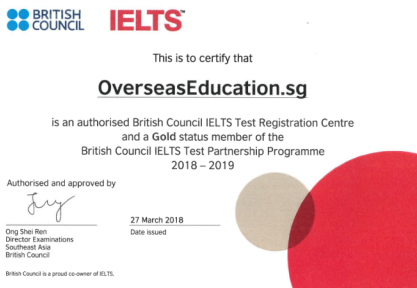 BRITISH
COUNCIL
IELTS™
This is to certify that
OverseasEducation.sg
is an authorised British Council IELTS Test Registration Centre
and a Gold status member of the
British Council IELTS Test Partnership Programme
2018 – 2019
Authorised and approved by
27 March 2018
Date issued
Ong Shei Ren
Director Examinations
Southeast Asia
British Council
British Council is a proud co-owner of IELTS.